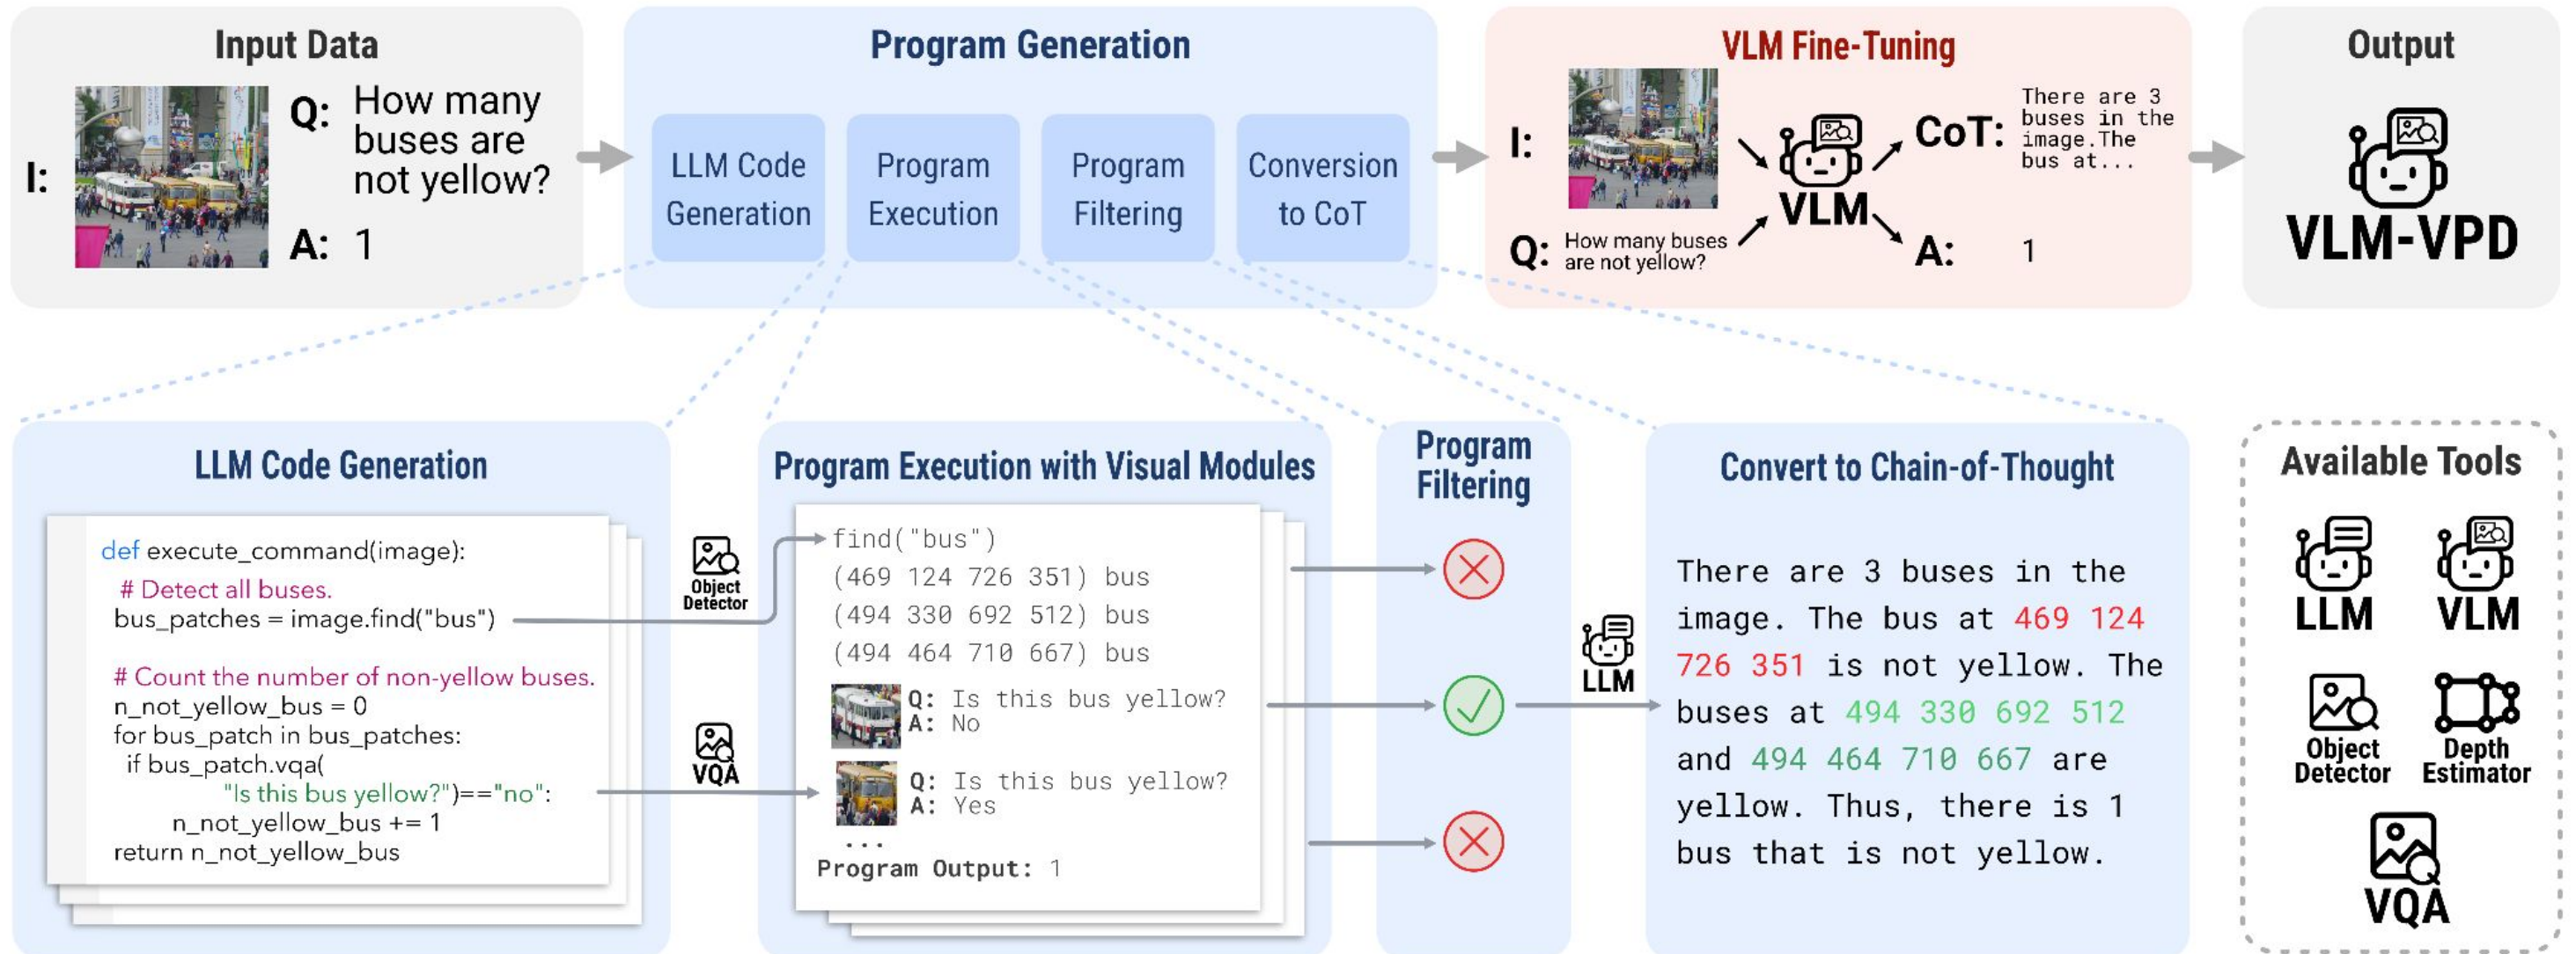 Input Data
I:
Q: How many
buses are
not yellow?
A: 1
Program Generation
LLM Code
Generation
Program
Execution
Program
Filtering
Conversion
to CoT
VLM Fine-Tuning
I:
Q: How many buses
are not yellow?
VLM
CoT: There are 3
buses in the
image.The
bus at...
A: 1
Output
VLM-VPD
LLM Code Generation
def execute_command(image):
# Detect all buses.
bus_patches = image.find("bus")
# Count the number of non-yellow buses.
n_not_yellow_bus = 0
for bus_patch in bus_patches:
if bus_patch.vqa(
"Is this bus yellow?")=="no":
n_not_yellow_bus += 1
return n_not_yellow_bus
Object
Detector
VQA
Program Execution with Visual Modules
find("bus")
(469 124 726 351) bus
(494 330 692 512) bus
(494 464 710 667) bus
Q: Is this bus yellow?
A: No
Q: Is this bus yellow?
A: Yes
...
Program Output: 1
Program
Filtering
LLM
Convert to Chain-of-Thought
There are 3 buses in the
image. The bus at 469 124
726 351 is not yellow. The
buses at 494 330 692 512
and 494 464 710 667 are
yellow. Thus, there is 1
bus that is not yellow.
Available Tools
LLM
VLM
Object
Detector
Depth
Estimator
VQA